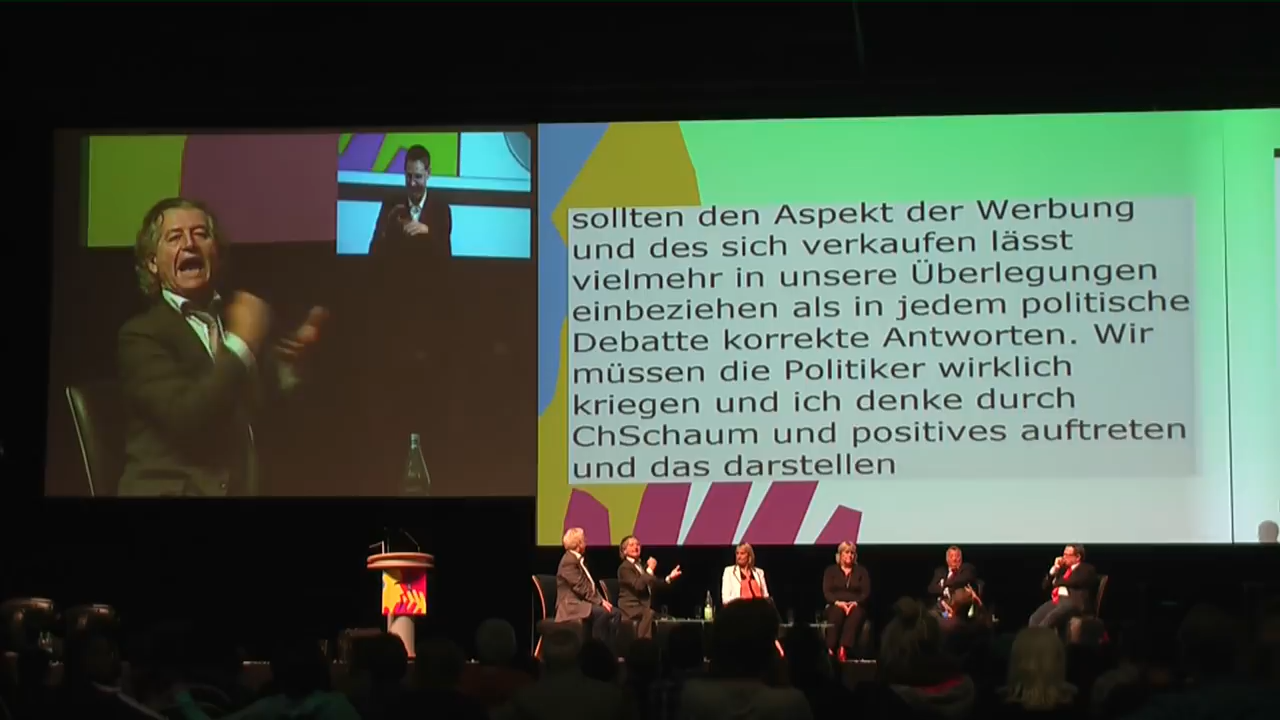 sollten den Aspekt der Werbung
und des sich verkaufen lässt
vielmehr in unsere Überlegungen
einbeziehen als in jedem politische
Debatte korrekte Antworten. Wir
müssen die Politiker wirklich
kriegen und ich denke durch
ChSchaum und positives auftreten
und das darstellen